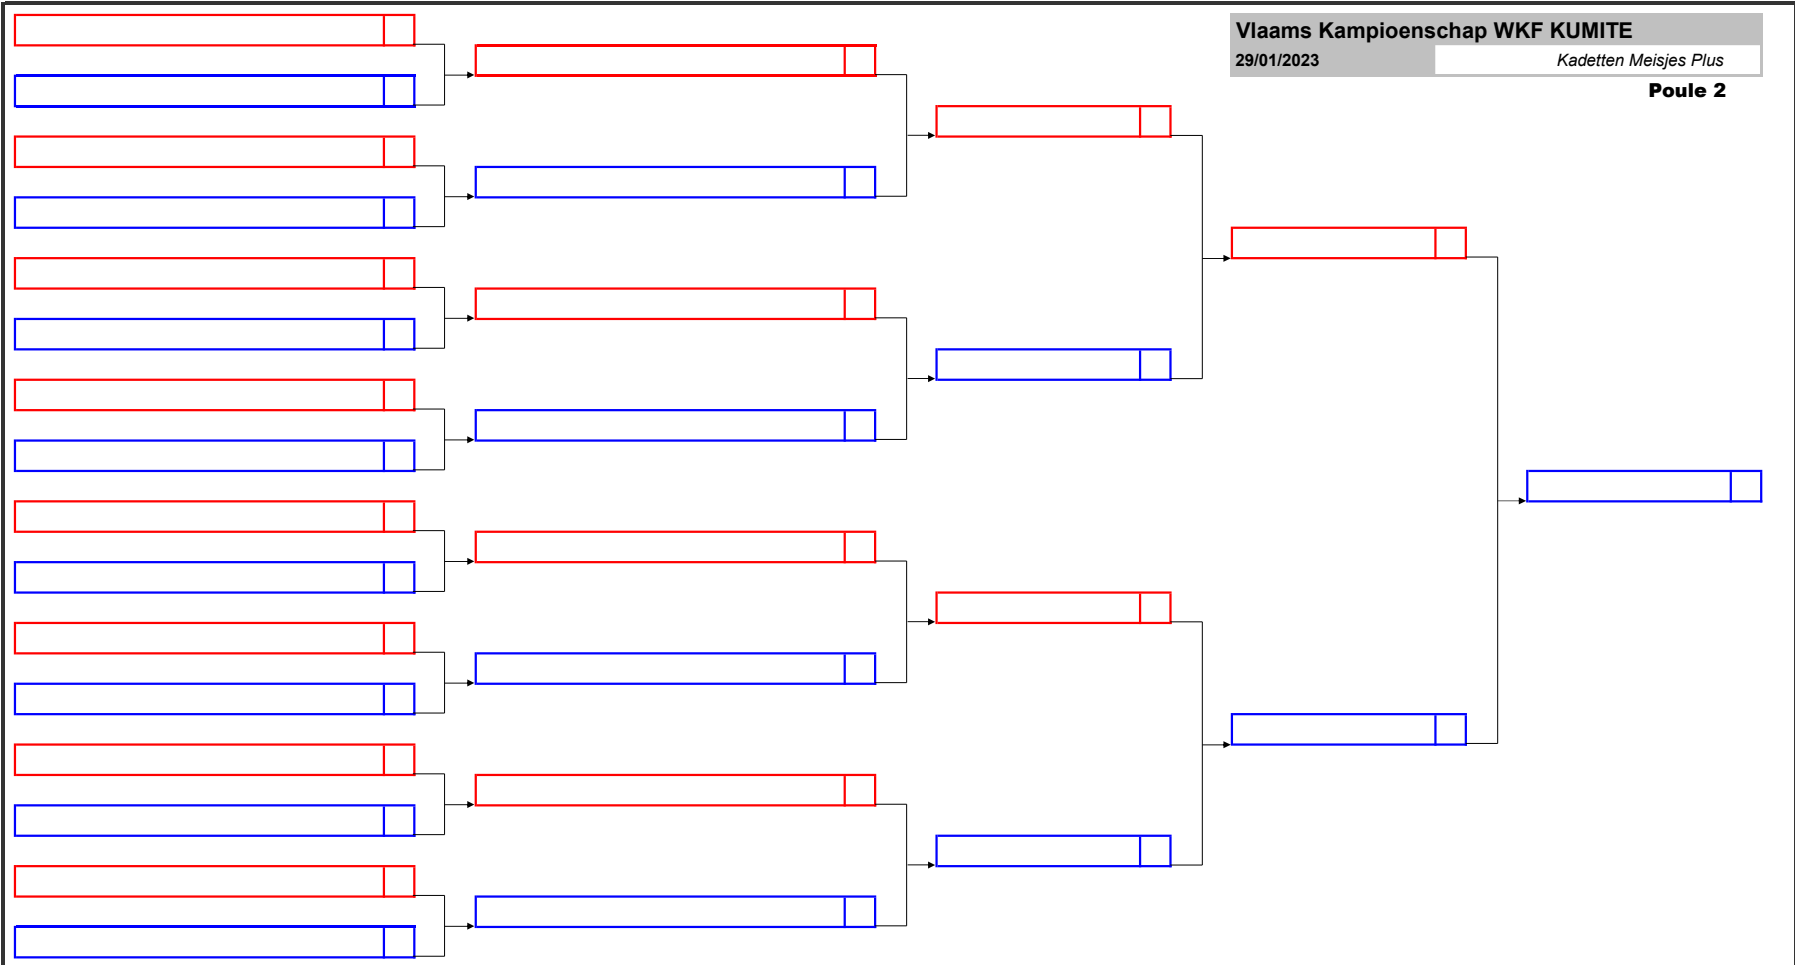 Vlaams Kampioenschap WKF KUMITE
29/01/2023 Kadetten Meisjes Plus
Poule 2